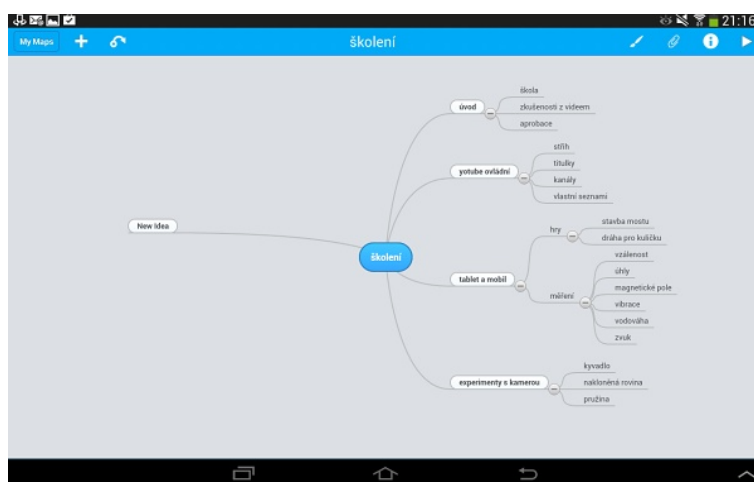 21:16
My Maps
školení
úvod
škola
zkušenosti z videem
aprobace
yotube ovládní
střih
titulky
kanály
vlastní seznami
New Idea
školení
tablet a mobil
hry
stavba mostu
dráha pro kuličku
měření
vzálenost
úhly
magnetické pole
vibrace
vodováha
zvuk
experimenty s kamerou
kyvadlo
nakloněná rovina
pružina